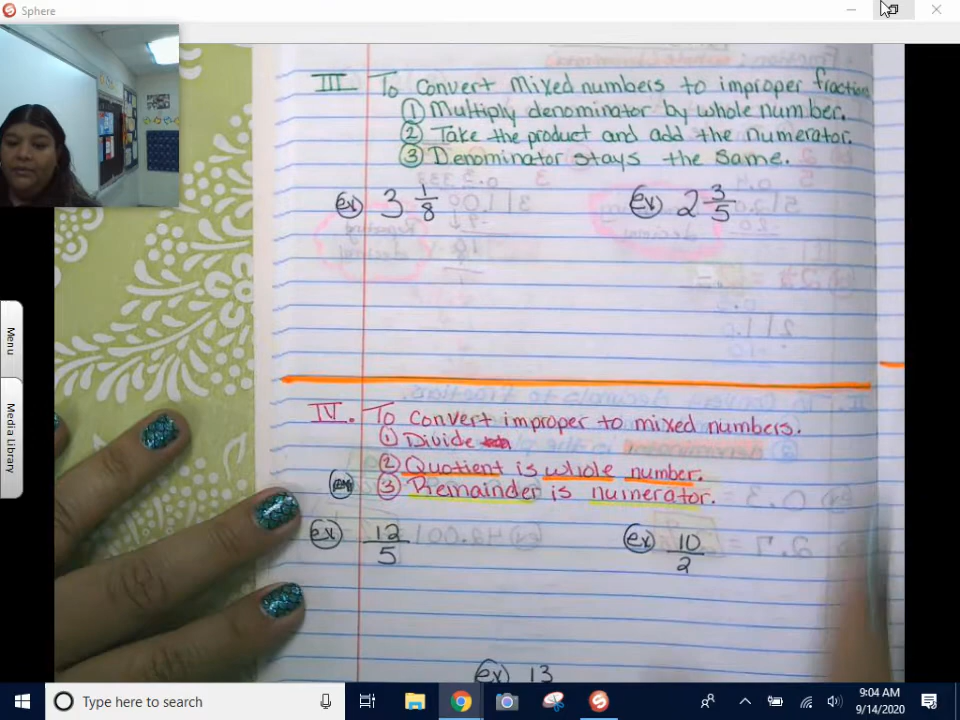 Sphere
III To convert mixed numbers to improper fractions
① Multiply denominator by whole number.
② Take the product and add the numerator.
③ Denominator stays the same.
ex) 3 1/8 ex) 2 3/5
IV. To convert improper to mixed numbers.
① Divide
② Quotient is whole number.
③ Remainder is numerator.
ex) 12/5 ex) 10/2
ex) 13
Menu
Media Library
Type here to search
9:04 AM
9/14/2020